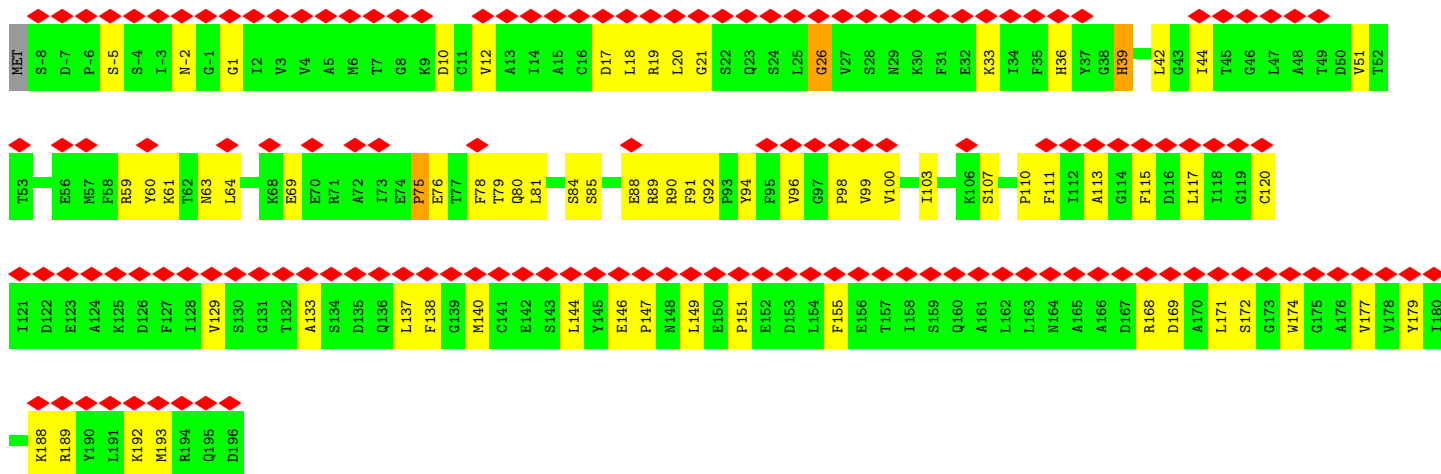 MET S-8 D-7 P-6 S-5 S-4 I-3 N-2 G-1 G1 I2 V3 V4 A5 M6 T7 G8 K9 D10 C11 V12 A13 I14 A15 C16 D17 L18 R19 L20 G21 S22 Q23 S24 L25 G26 V27 S28 N29 K30 F31 E32 K33 I34 F35 H36 Y37 G38 H39 L42 G43 I44 T45 G46 L47 A48 T49 D50 V51 T52
T53 E56 M57 F58 R59 Y60 K61 T62 N63 L64 K68 E69 E70 R71 A72 I73 E74 P75 E76 T77 F78 T79 Q80 L81 S84 S85 E88 R89 R90 F91 G92 P93 Y94 F95 V96 G97 P98 V99 V100 I103 K106 S107 P110 F111 I112 A113 G114 F115 D116 L117 I118 G119 C120
I121 D122 E123 A124 K125 D126 F127 I128 V129 S130 G131 T132 A133 S134 D135 Q136 L137 F138 G139 M140 C141 E142 S143 L144 Y145 E146 P147 N148 L149 E150 P151 E152 D153 L154 F155 E156 T157 I158 S159 Q160 A161 L162 L163 N164 A165 A166 D167 R168 D169 A170 L171 S172 G173 W174 G175 A176 V177 V178 Y179 I180
K188 R189 Y190 L191 K192 M193 R194 Q195 D196